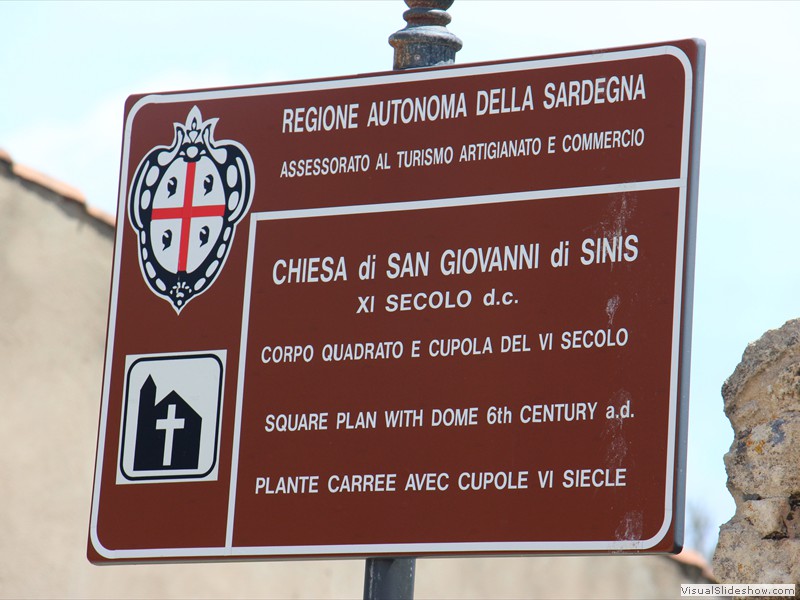 REGIONE AUTONOMA DELLA SARDEGNA
ASSESSORATO AL TURISMO ARTIGIANATO E COMMERCIO
CHIESA di SAN GIOVANNI di SINIS
XI SECOLO d.c.
CORPO QUADRATO E CUPOLA DEL VI SECOLO
SQUARE PLAN WITH DOME 6th CENTURY a.d.
PLANTE CARREE AVEC CUPOLE VI SIECLE
VisualSlideshow.com